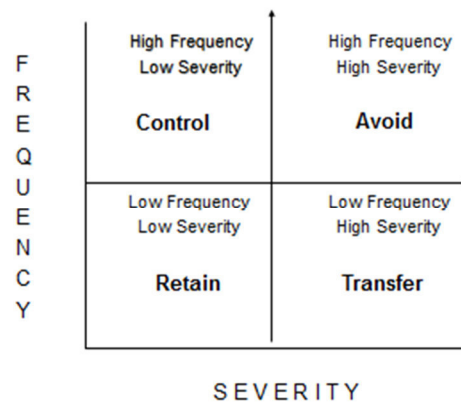 F
R
E
Q
U
E
N
C
Y
High Frequency
Low Severity
Control
High Frequency
High Severity
Avoid
Low Frequency
Low Severity
Retain
Low Frequency
High Severity
Transfer
SEVERITY